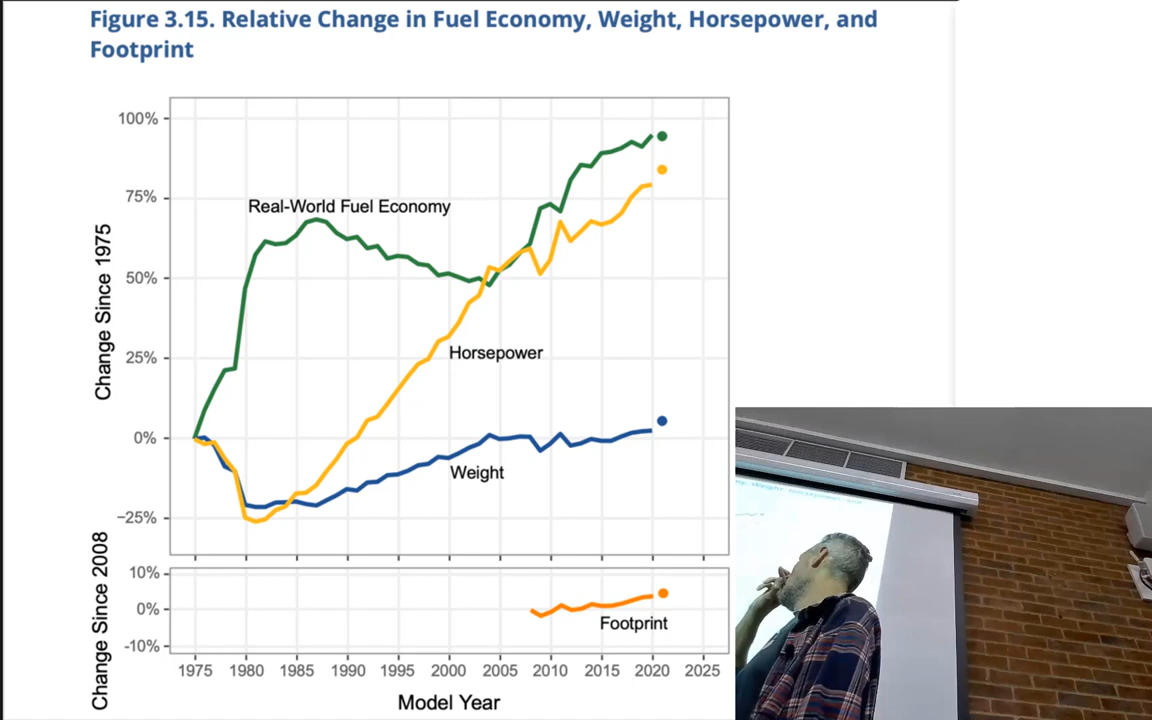 Figure 3.15. Relative Change in Fuel Economy, Weight, Horsepower, and
Footprint
Change Since 1975
100%
75%
50%
25%
0%
−25%
Real-World Fuel Economy
Horsepower
Weight
Change Since 2008
10%
0%
-10%
Footprint
1975 1980 1985 1990 1995 2000 2005 2010 2015 2020 2025
Model Year